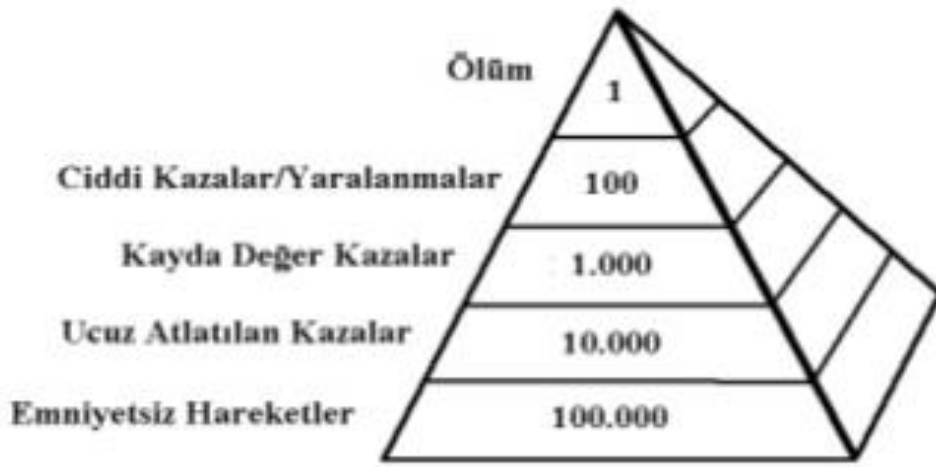 Ölüm
1
Ciddi Kazalar/Yaralanmalar
100
Kayda Değer Kazalar
1.000
Ucuz Atlatılan Kazalar
10.000
Emniyetsiz Hareketler
100.000